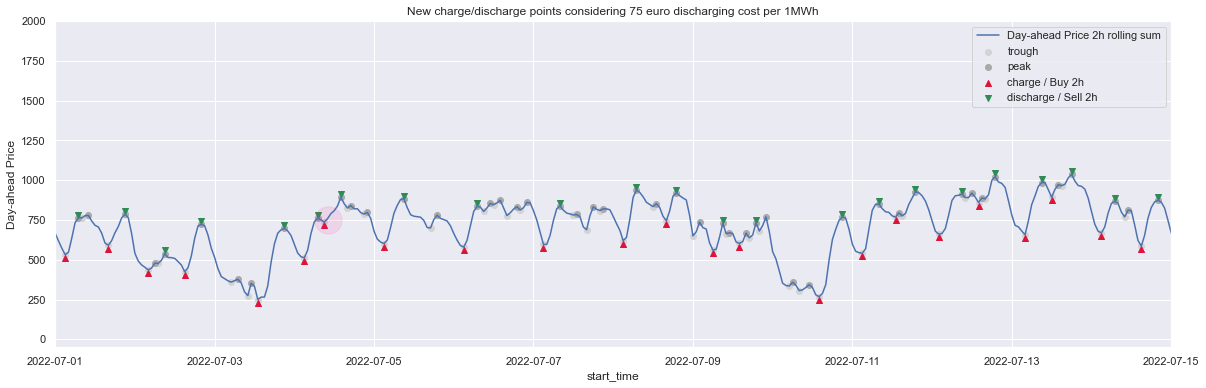 New charge/discharge points considering 75 euro discharging cost per 1MWh
Day-ahead Price 2h rolling sum
trough
peak
charge / Buy 2h
discharge / Sell 2h
2000
1750
1500
1250
1000
750
500
250
0
Day-ahead Price
2022-07-01 2022-07-03 2022-07-05 2022-07-07 2022-07-09 2022-07-11 2022-07-13 2022-07-15
start_time